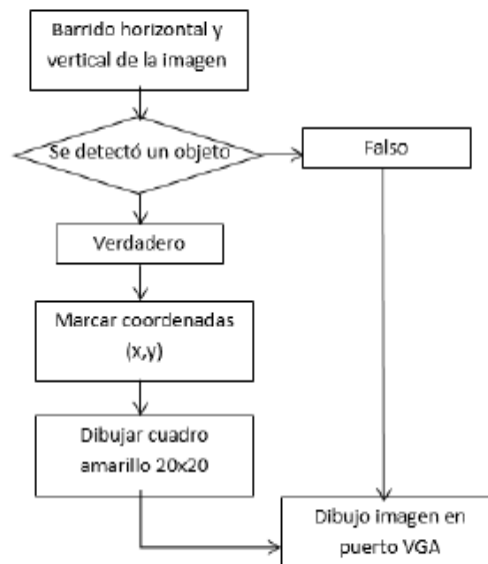 Barrido horizontal y
vertical de la imagen
Se detectó un objeto
Falso
Verdadero
Marcar coordenadas
(x,y)
Dibujar cuadro
amarillo 20x20
Dibujo imagen en
puerto VGA